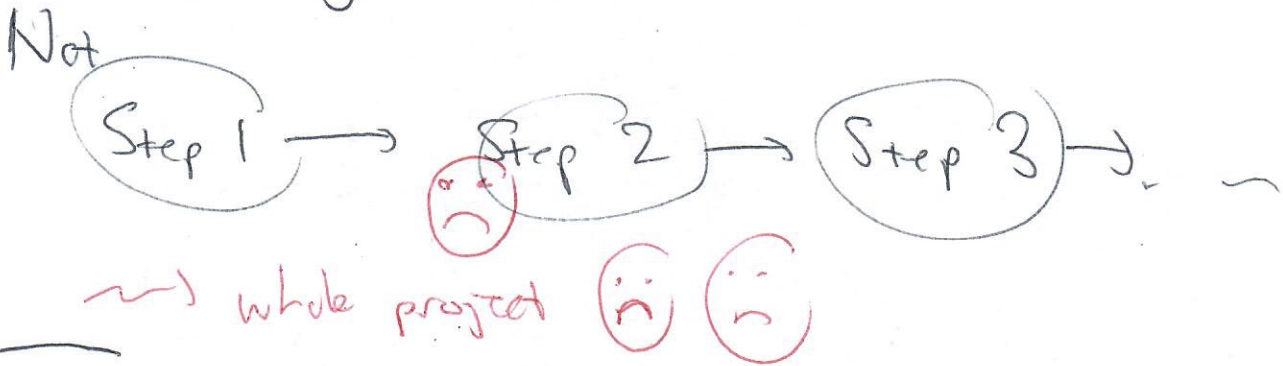 Not
Step 1 → Step 2 → Step 3 →
whole project